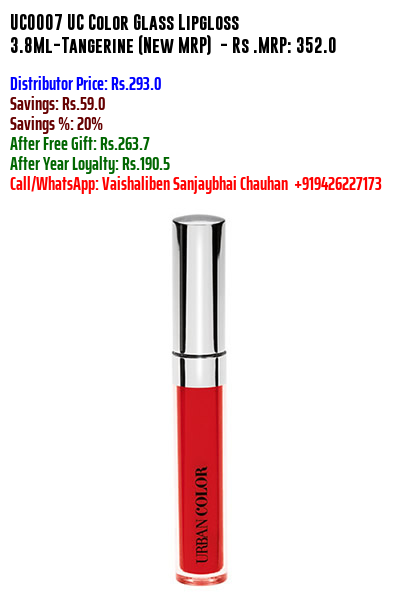 UC0007 UC Color Glass Lipgloss
3.8Ml-Tangerine (New MRP)  - Rs .MRP: 352.0
Distributor Price: Rs.293.0
Savings: Rs.59.0
Savings %: 20%
After Free Gift: Rs.263.7
After Year Loyalty: Rs.190.5
Call/WhatsApp: Vaishaliben Sanjaybhai Chauhan  +919426227173
URBAN COLOR